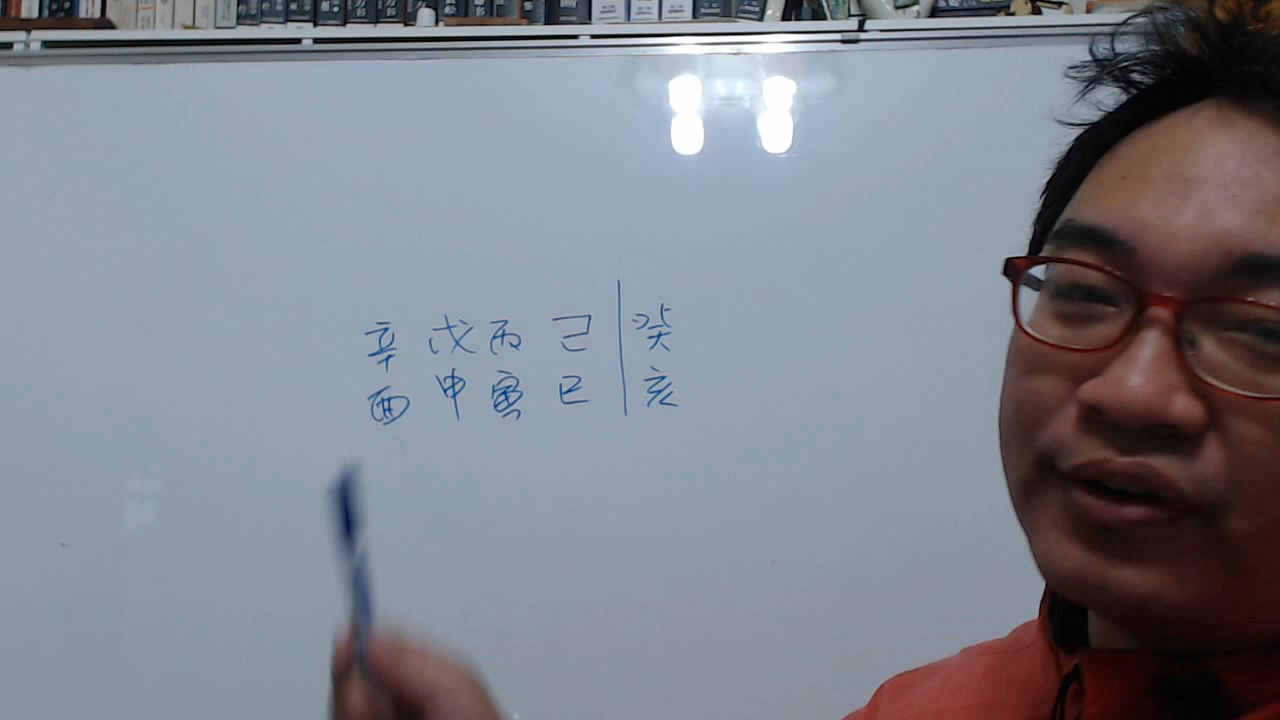 辛 戊 丙 己 癸
酉 申 寅 巳 亥